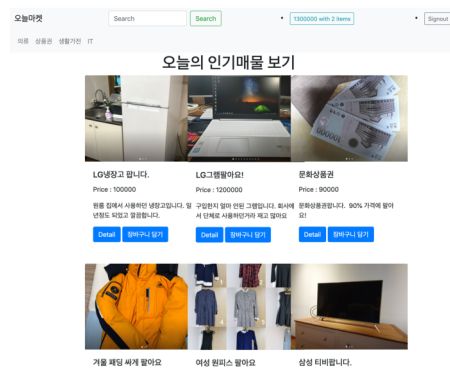 오늘마켓
Search
Search
1300000 with 2 items
Signout
의류 상품권 생활가전 IT
오늘의 인기매물 보기
LG냉장고 팝니다.
LG그램팔아요!
문화상품권
Price : 100000
Price : 1200000
Price : 90000
원룸 집에서 사용하던 냉장고입니다. 일
년정도 되었고 깔끔합니다.
구입한지 얼마 안된 그램입니다. 회사에
서 단체로 사용하던거라 재고 많아요
문화상품권팝니다. 90% 가격에 팔아
요!
Detail
장바구니 담기
Detail
장바구니 담기
Detail
장바구니 담기
겨울 패딩 싸게 팔아요
여성 원피스 팔아요
삼성 티비팝니다.